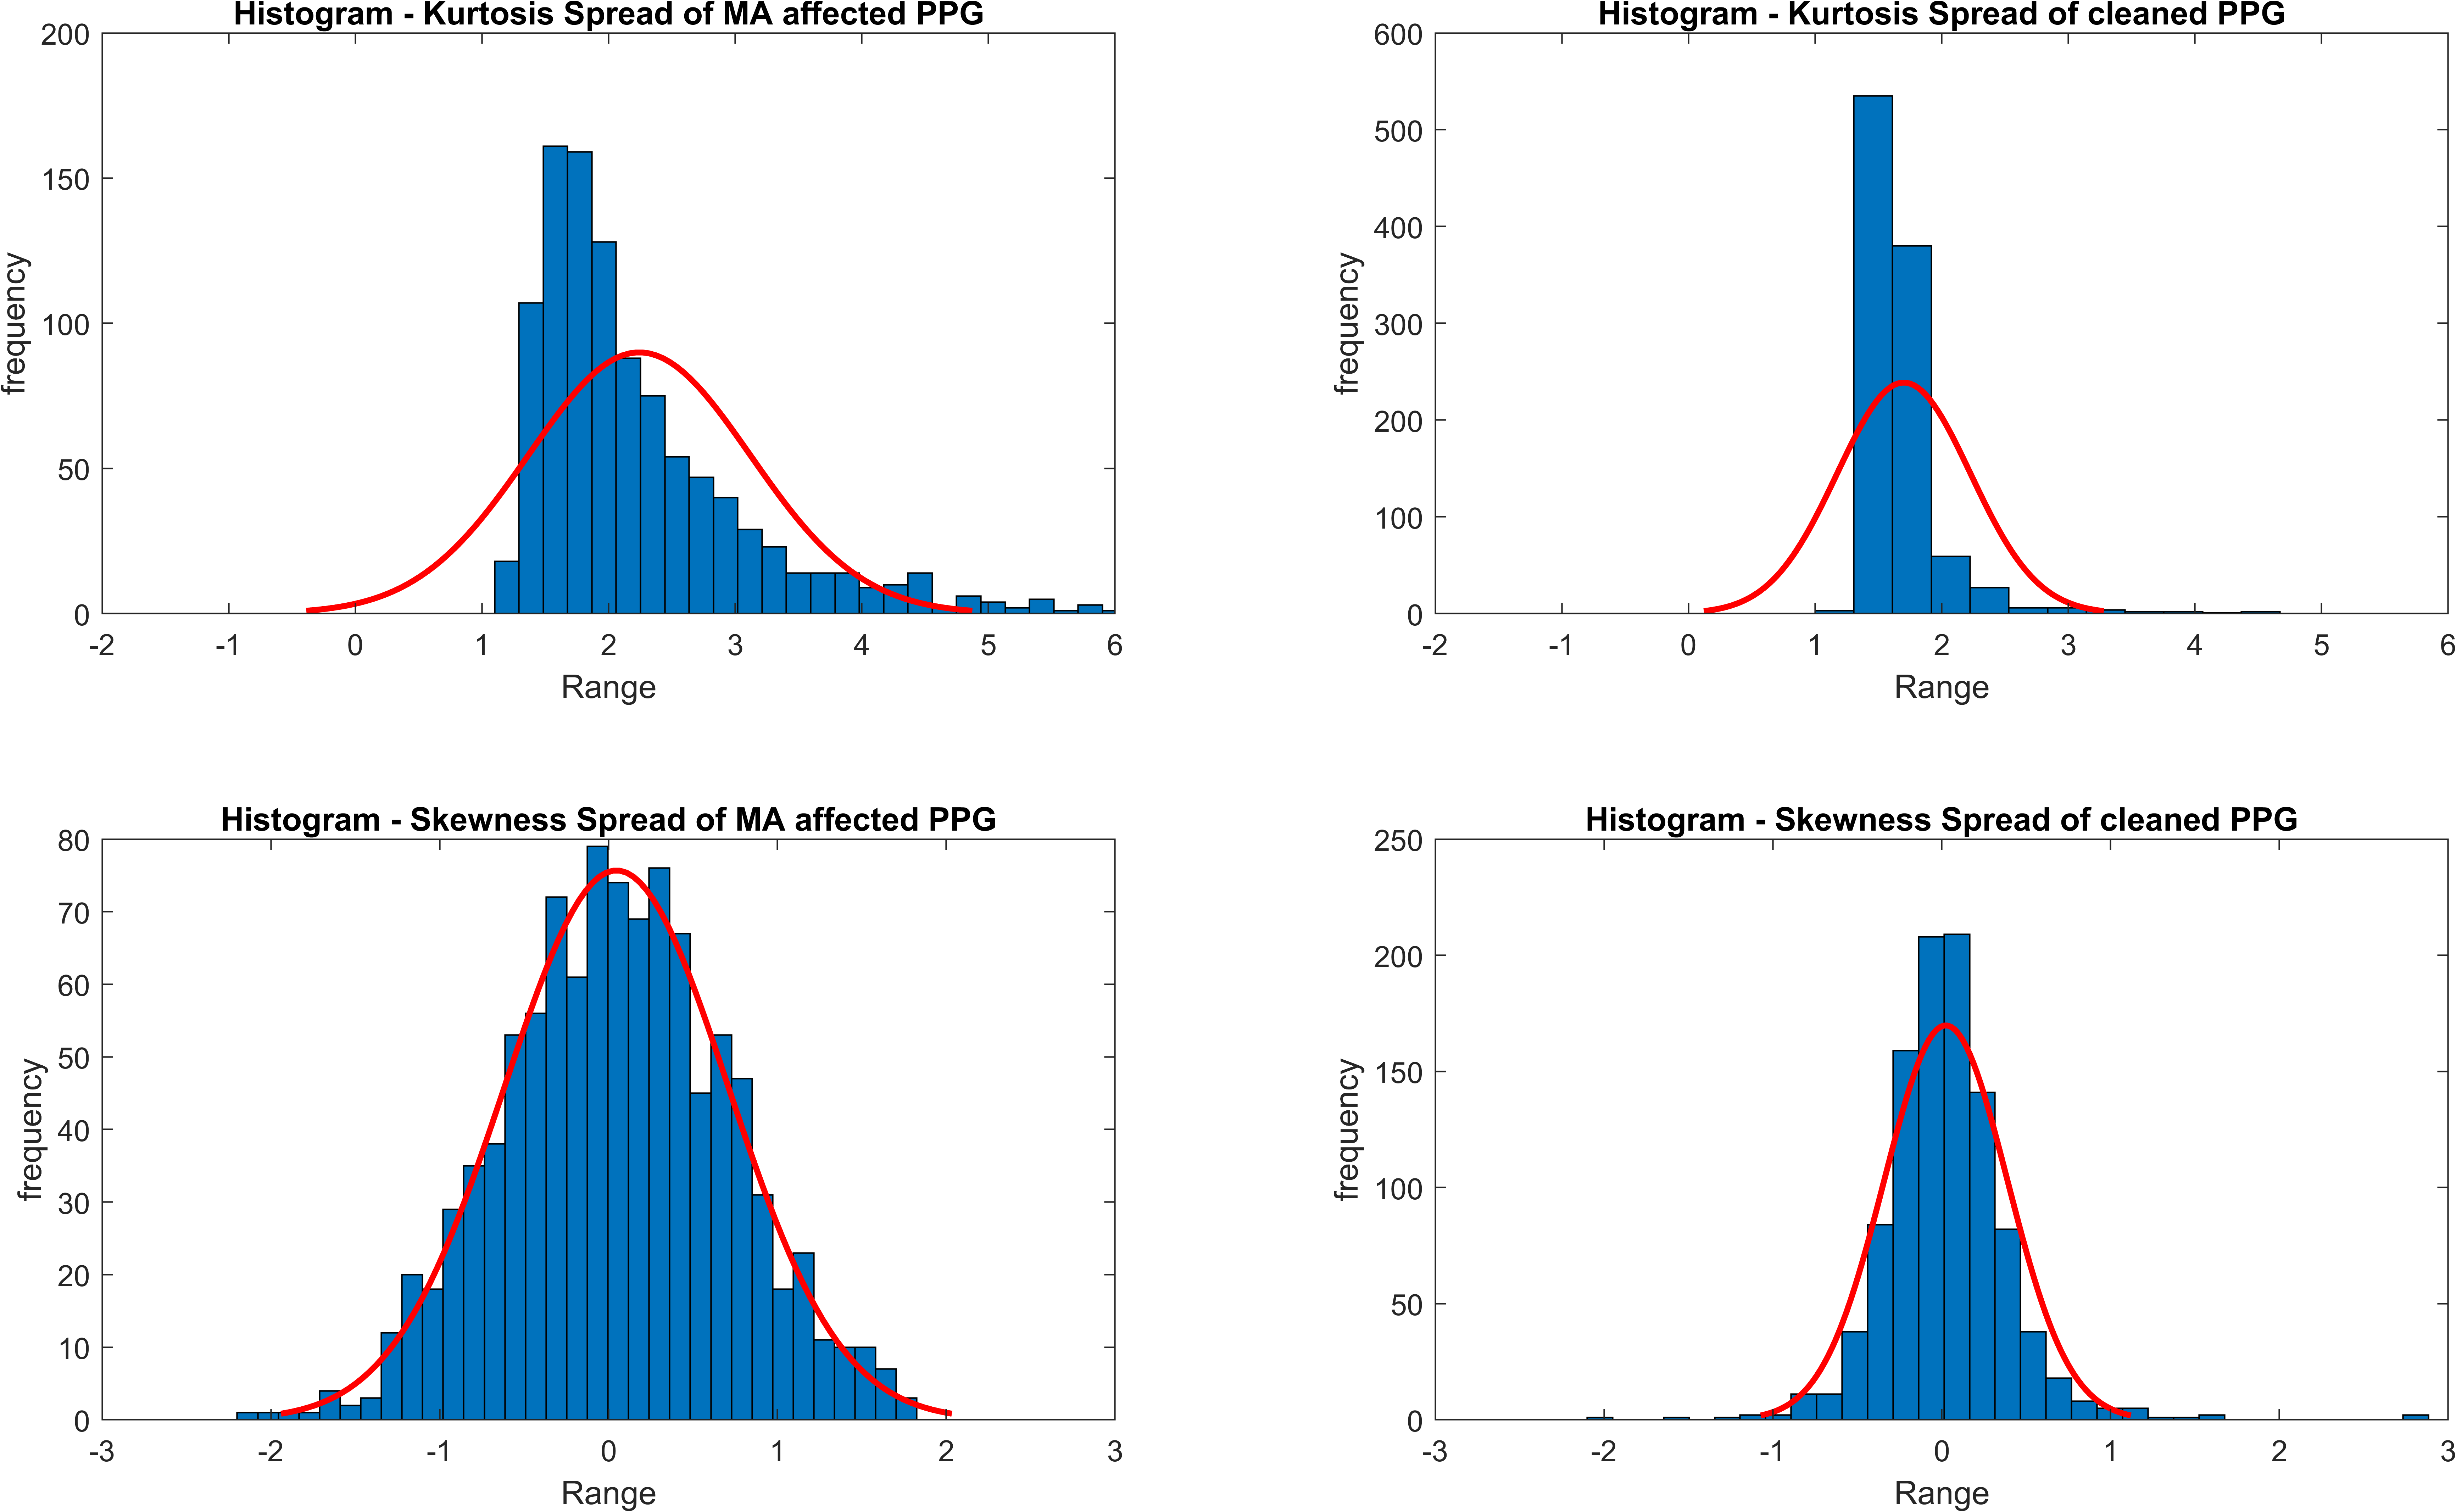 Histogram - Kurtosis Spread of MA affected PPG
200
150
100
50
0
frequency
-2 -1 0 1 2 3 4 5 6
Range
Histogram - Kurtosis Spread of cleaned PPG
600
500
400
300
200
100
0
frequency
-2 -1 0 1 2 3 4 5 6
Range
Histogram - Skewness Spread of MA affected PPG
80
70
60
50
40
30
20
10
0
frequency
-3 -2 -1 0 1 2 3
Range
Histogram - Skewness Spread of cleaned PPG
250
200
150
100
50
0
frequency
-3 -2 -1 0 1 2 3
Range